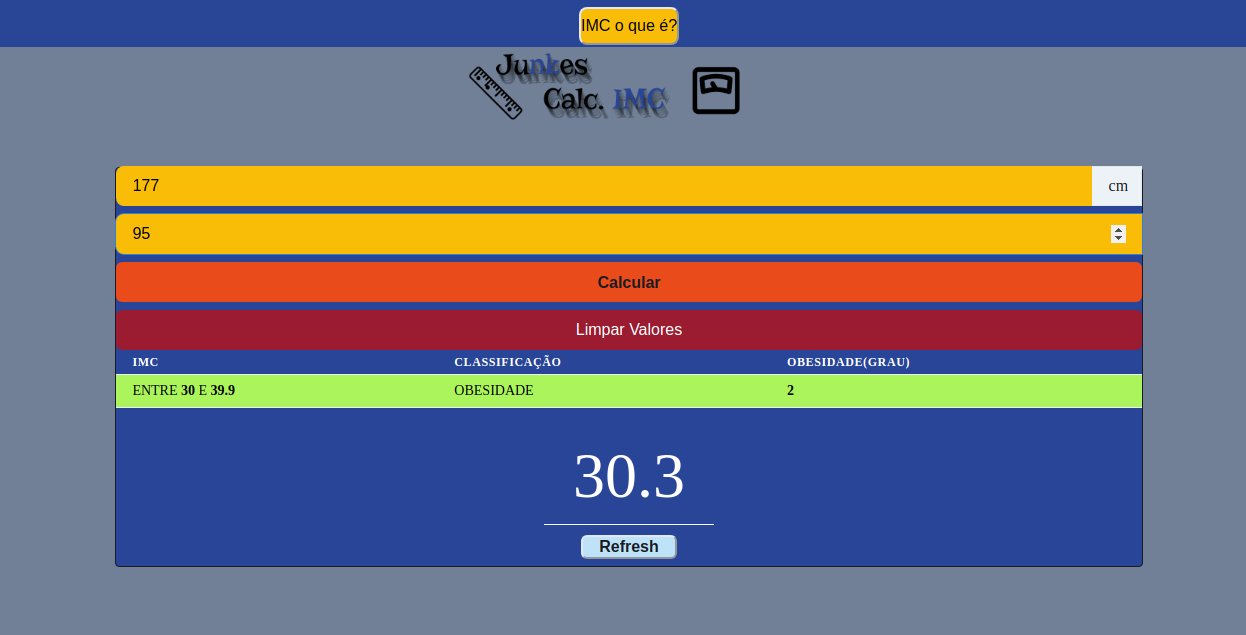 IMC o que é?
Junkes
Calc. IMC
177 cm
95
Calcular
Limpar Valores
IMC CLASSIFICAÇÃO OBESIDADE(GRAU)
ENTRE 30 E 39.9 OBESIDADE 2
30.3
Refresh